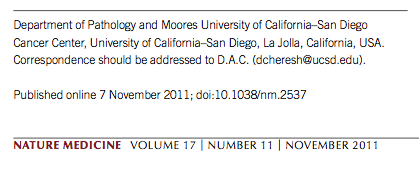 Department of Pathology and Moores University of California–San Diego
Cancer Center, University of California–San Diego, La Jolla, California, USA.
Correspondence should be addressed to D.A.C. (dcheresh@ucsd.edu).
Published online 7 November 2011; doi:10.1038/nm.2537
NATURE MEDICINE VOLUME 17 | NUMBER 11 | NOVEMBER 2011